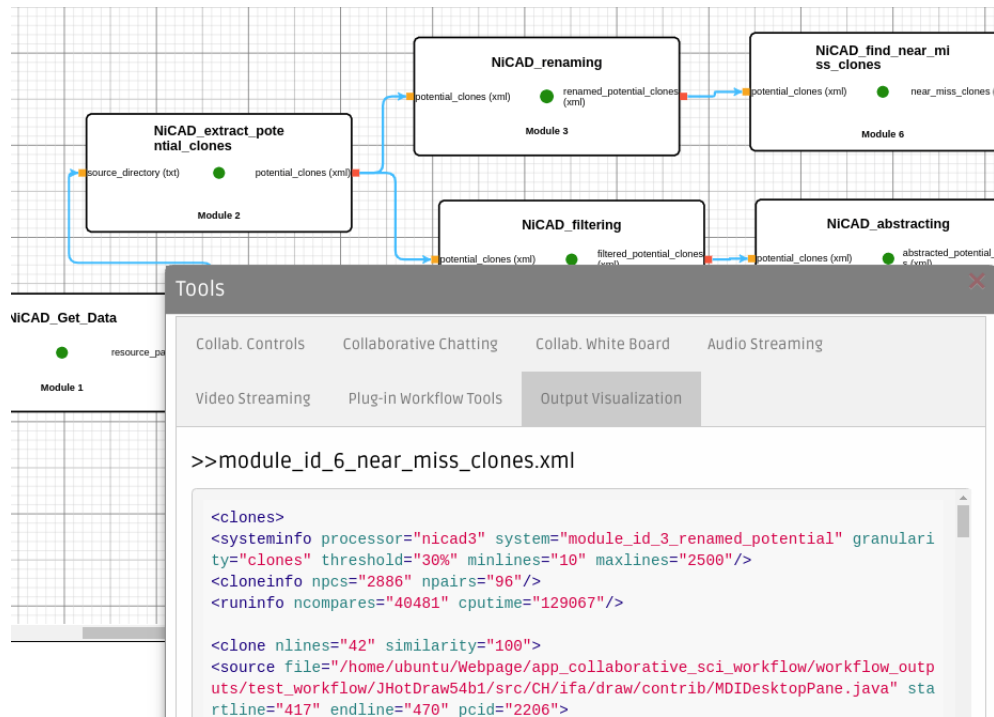 NiCAD_renaming
potential_clones (xml)
renamed_potential_clones
(xml)
Module 3
NiCAD_find_near_mi
ss_clones
potential_clones (xml)
near_miss_clones (
Module 6
NiCAD_extract_pote
ntial_clones
source_directory (txt)
potential_clones (xml)
Module 2
NiCAD_filtering
potential_clones (xml)
filtered_potential_clones
(xml)
NiCAD_abstracting
potential_clones (xml)
abstracted_potential_
s (xml)
NiCAD_Get_Data
resource_pa
Module 1
Tools
Collab. Controls
Collaborative Chatting
Collab. White Board
Audio Streaming
Video Streaming
Plug-in Workflow Tools
Output Visualization
>>module_id_6_near_miss_clones.xml
<clones>
<systeminfo processor="nicad3" system="module_id_3_renamed_potential" granulari
ty="clones" threshold="30%" minlines="10" maxlines="2500"/>
<cloneinfo npcs="2886" npairs="96"/>
<runinfo ncompares="40481" cputime="129067"/>
<clone nlines="42" similarity="100">
<source file="/home/ubuntu/Webpage/app_collaborative_sci_workflow/workflow_outp
uts/test_workflow/JHotDraw54b1/src/CH/ifa/draw/contrib/MDIDesktopPane.java" sta
rtline="417" endline="470" pcid="2206">